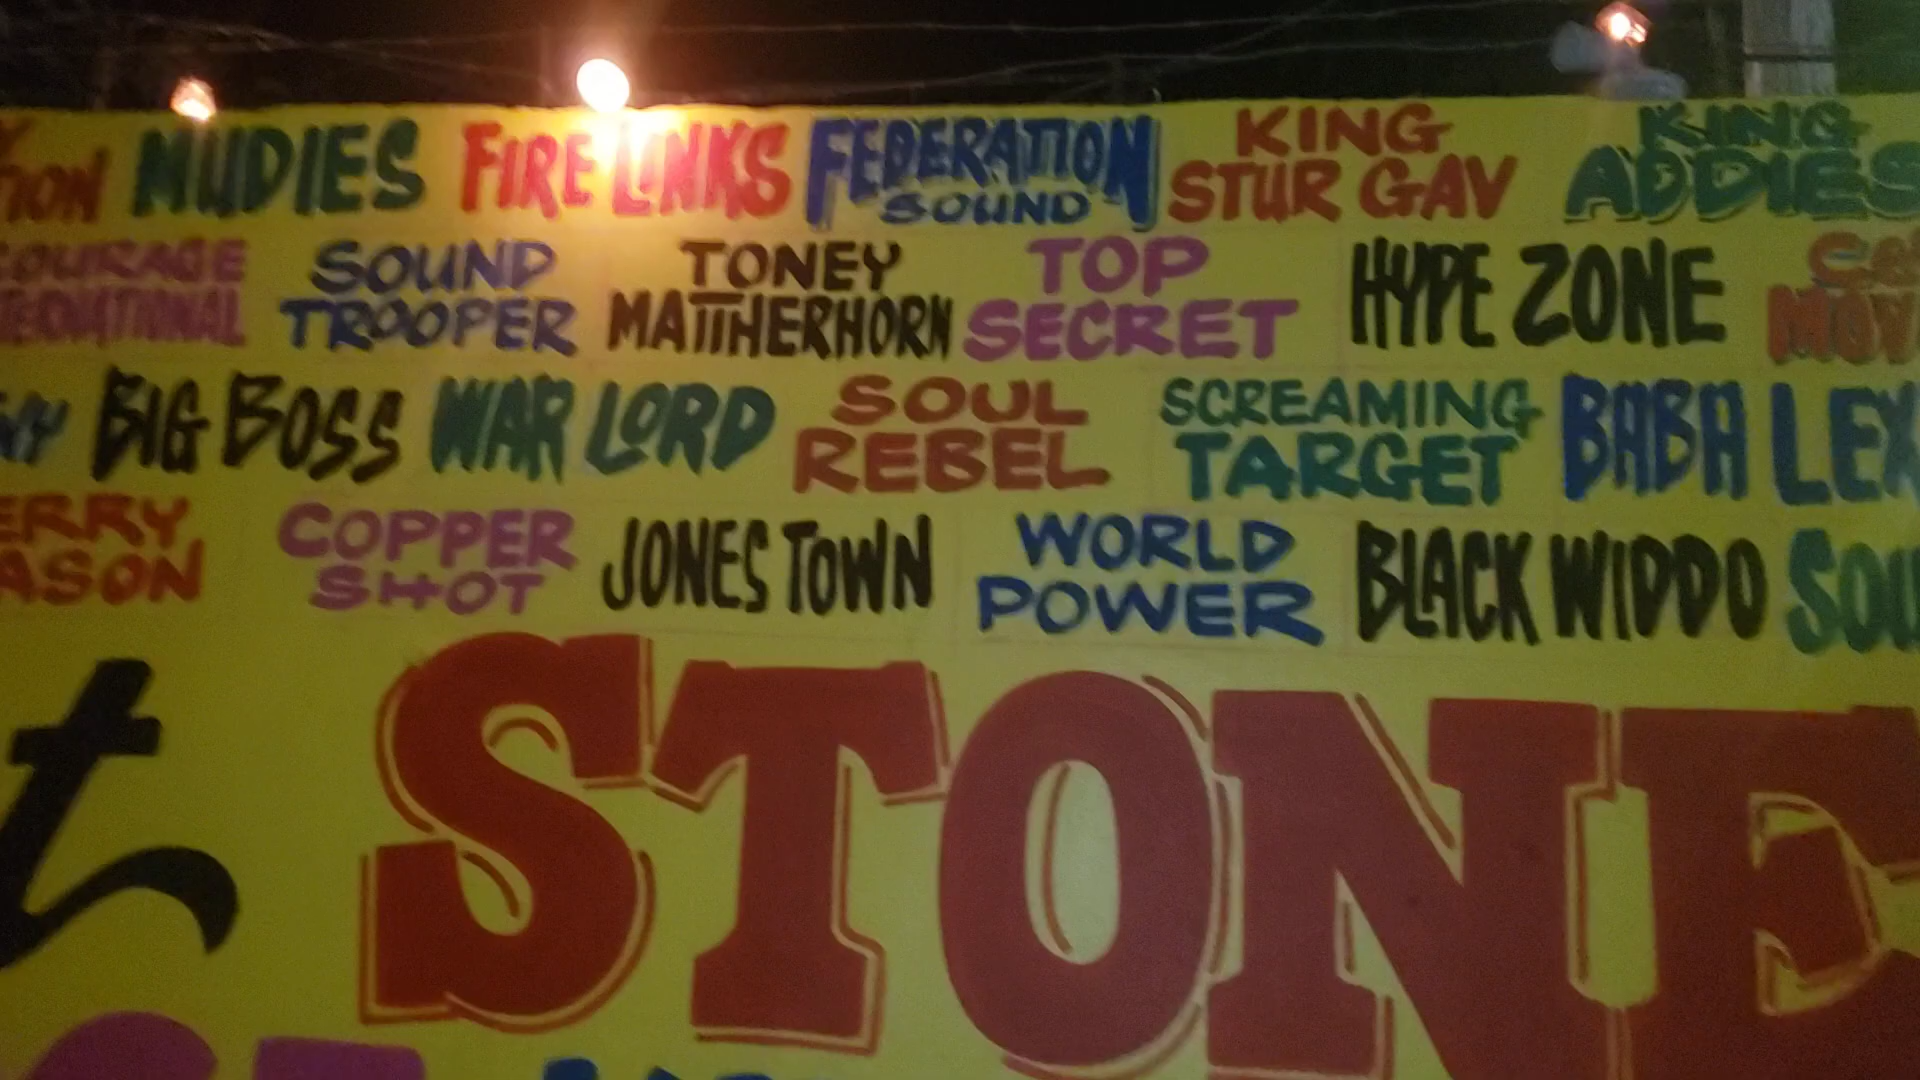 MUDIES FIRE LINKS FEDERATION SOUND KING STUR GAV KING ADDIES
SOUND TROOPER TONEY MATTHERHORN TOP SECRET HYPE ZONE
BIG BOSS WAR LORD SOUL REBEL SCREAMING TARGET BABA LEX
COPPER SHOT JONES TOWN WORLD POWER BLACK WIDDO
STONE